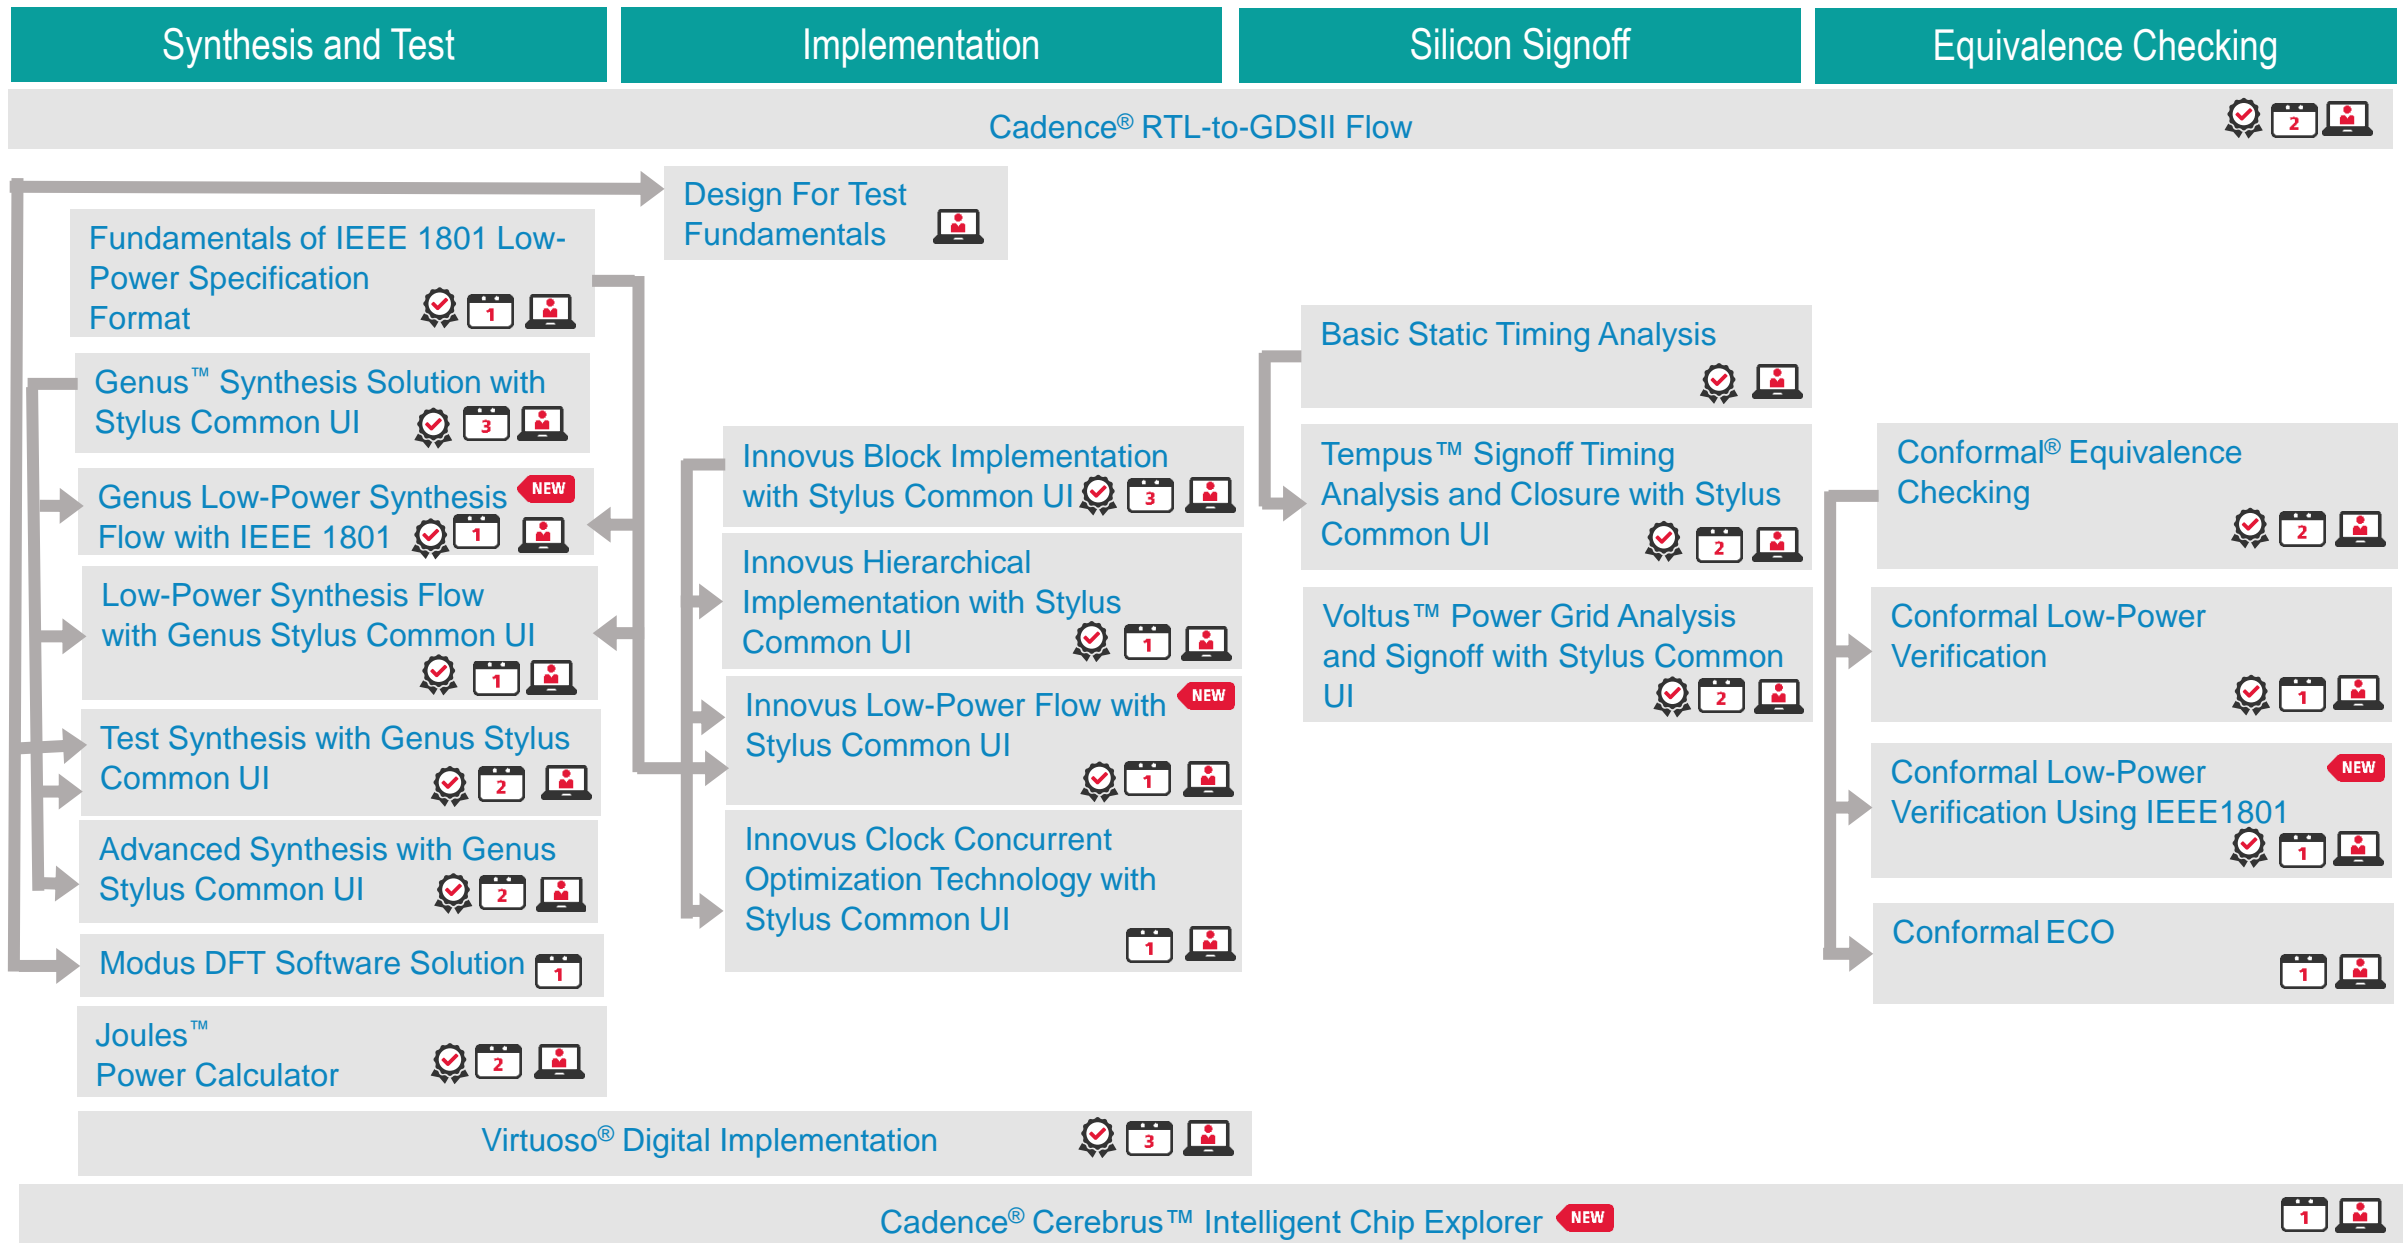 Synthesis and Test
Implementation
Silicon Signoff
Equivalence Checking
Cadence® RTL-to-GDSII Flow
2
Design For Test
Fundamentals
Fundamentals of IEEE 1801 Low-
Power Specification
Format
1
Genus™ Synthesis Solution with
Stylus Common UI
3
Genus Low-Power Synthesis
NEW
Flow with IEEE 1801
1
Low-Power Synthesis Flow
with Genus Stylus Common UI
1
Test Synthesis with Genus Stylus
Common UI
2
Advanced Synthesis with Genus
Stylus Common UI
2
Modus DFT Software Solution
1
Joules™
Power Calculator
2
Innovus Block Implementation
with Stylus Common UI
3
Innovus Hierarchical
Implementation with Stylus
Common UI
1
Innovus Low-Power Flow with
NEW
Stylus Common UI
1
Innovus Clock Concurrent
Optimization Technology with
Stylus Common UI
1
Basic Static Timing Analysis
Tempus™ Signoff Timing
Analysis and Closure with Stylus
Common UI
2
Voltus™ Power Grid Analysis
and Signoff with Stylus Common
UI
2
Conformal® Equivalence
Checking
2
Conformal Low-Power
Verification
1
Conformal Low-Power
NEW
Verification Using IEEE1801
1
Conformal ECO
1
Virtuoso® Digital Implementation
3
Cadence® Cerebrus™ Intelligent Chip Explorer
NEW
1